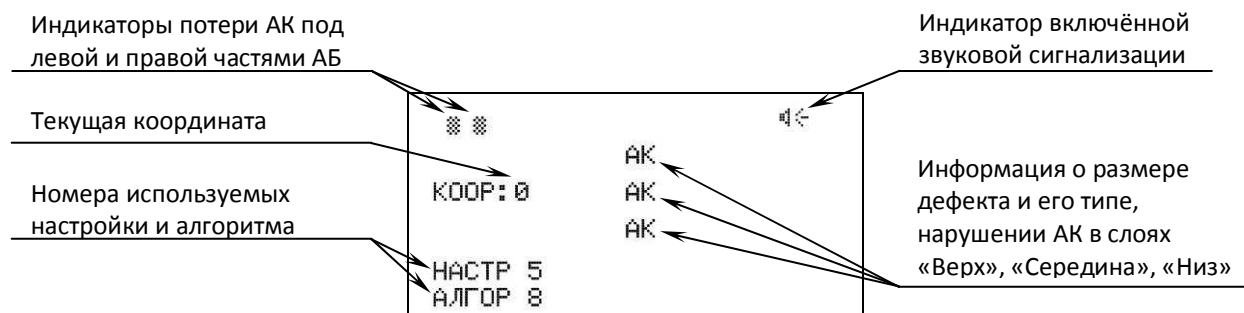 Индикаторы потери АК под
левой и правой частями АБ
Индикатор включённой
звуковой сигнализации
Текущая координата
Номера используемых
настройки и алгоритма
АК
КООР:0 АК
АК
НАСТР 5
АЛГОР 8
Информация о размере
дефекта и его типе,
нарушении АК в слоях
«Верх», «Середина», «Низ»